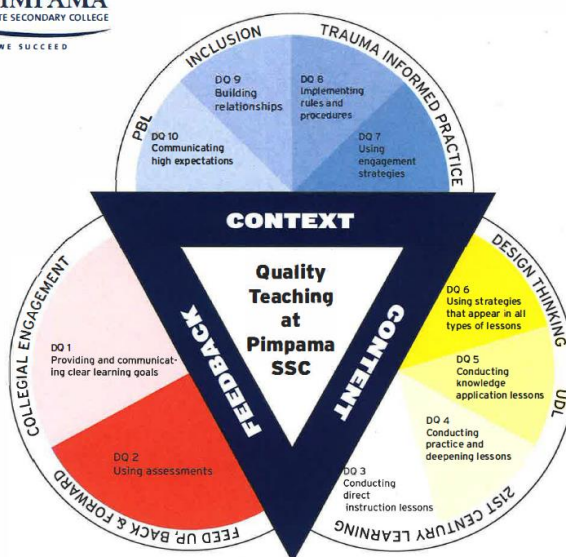 STATE SECONDARY COLLEGE
WE SUCCEED
INCLUSION
TRAUMA INFORMED PRACTICE
PBL
DQ 9
Building
relationships
DQ 8
Implementing
rules and
procedures
DQ 10
Communicating
high expectations
DQ 7
Using
engagement
strategies
CONTEXT
Quality
Teaching
at
Pimpama
SSC
FEEDBACK
CONTENT
COLLEGIAL ENGAGEMENT
DQ 1
Providing and communicat-
ing clear learning goals
DQ 2
Using assessments
FEED UP, BACK & FORWARD
DESIGN THINKING
DQ 6
Using strategies
that appear in all
types of lessons
DQ 5
Conducting
knowledge
application lessons
UDL
DQ 4
Conducting
practice and
deepening lessons
DQ 3
Conducting
direct
instruction lessons
21ST CENTURY LEARNING